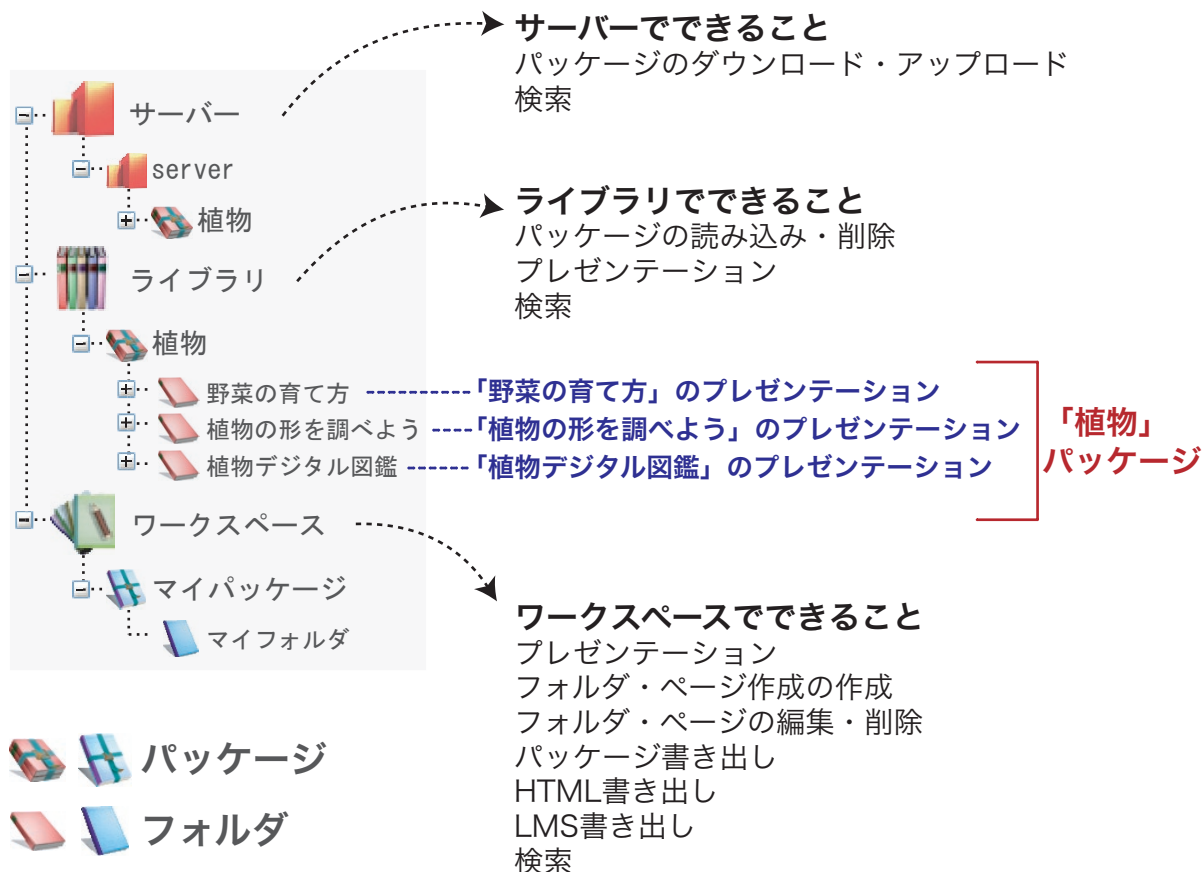 サーバーでできること
パッケージのダウンロード・アップロード
検索
サーバー
server
植物
ライブラリでできること
パッケージの読み込み・削除
プレゼンテーション
検索
ライブラリ
植物
野菜の育て方
「野菜の育て方」のプレゼンテーション
植物の形を調べよう
「植物の形を調べよう」のプレゼンテーション
植物デジタル図鑑
「植物デジタル図鑑」のプレゼンテーション
「植物」
パッケージ
ワークスペース
マイパッケージ
マイフォルダ
ワークスペースでできること
プレゼンテーション
フォルダ・ページ作成の作成
フォルダ・ページの編集・削除
パッケージ書き出し
HTML書き出し
LMS書き出し
検索
パッケージ
フォルダ